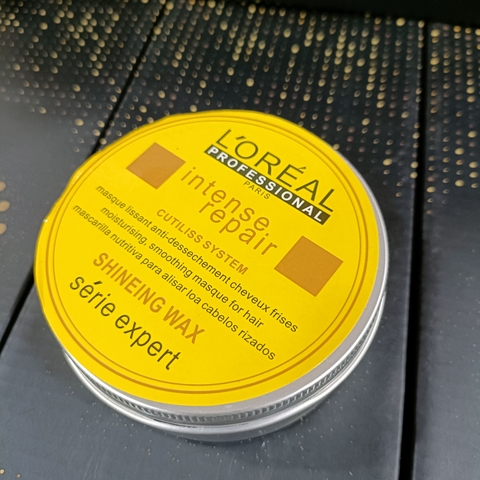 L'ORÉAL
PROFESSIONAL
PARIS
intense
repair
CUTLISS SYSTEM
masque lissant anti-dessechement cheveux frises
moisturising, smoothing masque for hair
mascarilla nutritiva para alisar loa cabelos rizados
SHINEING WAX
série expert